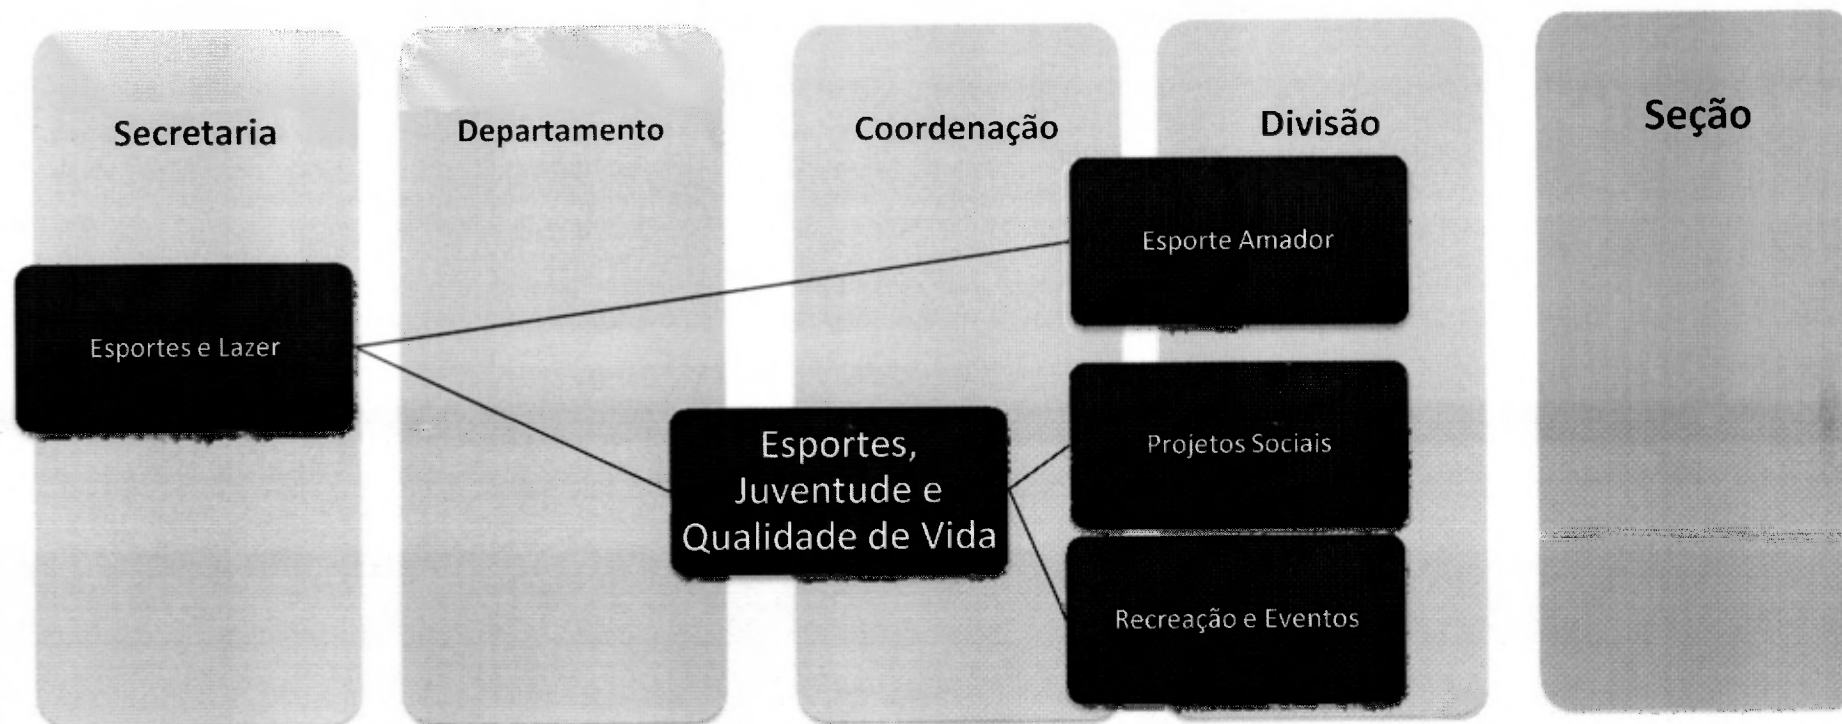 Secretaria
Departamento
Coordenação
Divisão
Seção
Esporte Amador
Esportes e Lazer
Esportes,
Juventude e
Qualidade de Vida
Projetos Sociais
Recreação e Eventos